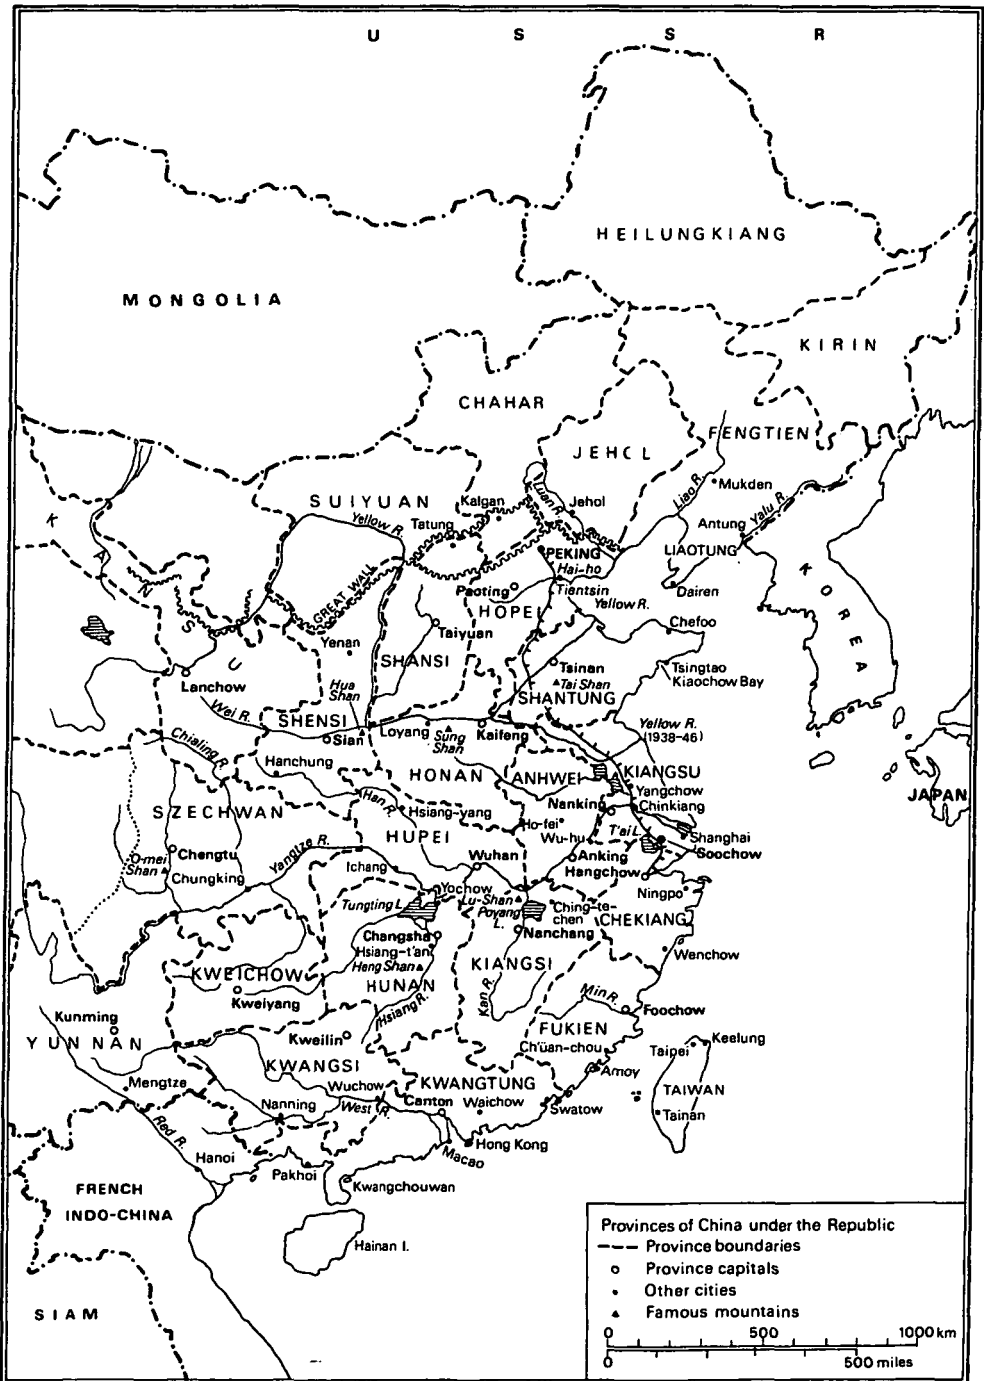 U S S R
HEILUNGKIANG
MONGOLIA
KIRIN
CHAHAR
FENGTIEN
JEHOL
SUIYUAN
Kalgan
Luan R.
Jehol
Liao R.
Mukden
Yellow R.
Tatung
Antung
Yalu R.
KANSU
PEKING
LIAOTUNG
Hai-ho
GREAT WALL
Paoting
Tientsin
Dairen
KOREA
HOPEI
Yellow R.
Taiyuan
Chefoo
Yenan
SHANSI
Tainan
Tsingtao
Kiaochow Bay
Tai Shan
Lanchow
Hua
Shan
SHANTUNG
Wei R.
SHENSI
Yellow R.
(1938-46)
Sian
Loyang
Sung
Shan
Kaifeng
Chialing R.
Hanchung
HONAN
ANHWEI
KIANGSU
Yangchow
JAPAN
Han R.
Hsiang-yang
Nanking
Chinkiang
SZECHWAN
HUPEI
Ho-fei
Wu-hu
T'ai L.
Shanghai
Soochow
Yangtze R.
Chengtu
Wuhan
Anking
O-mei
Shan
Chungking
Ichang
Hangchow
Yochow
Lu-Shan
Ningpo
Tungting L.
Poyang
L.
Ching-te-
chen
CHEKIANG
Changsha
Nanchang
Hsiang-t'an
Wenchow
KWEICHOW
Heng Shan
KIANGSI
Kweiyang
HUNAN
Kan R.
Min R.
Hsiang R.
Foochow
Kunming
FUKIEN
Kweilin
Ch'üan-chou
Taipei
Keelung
YUNNAN
KWANGSI
Amoy
KWANGTUNG
TAIWAN
Mengtze
Wuchow
Canton
Waichow
Nanning
West R.
Swatow
Tainan
Red R.
Hong Kong
Hanoi
Macao
Pakhoi
Kwangchouwan
FRENCH
INDO-CHINA
Hainan I.
SIAM
Provinces of China under the Republic
Province boundaries
Province capitals
Other cities
Famous mountains
0 500 1000 km
0 500 miles